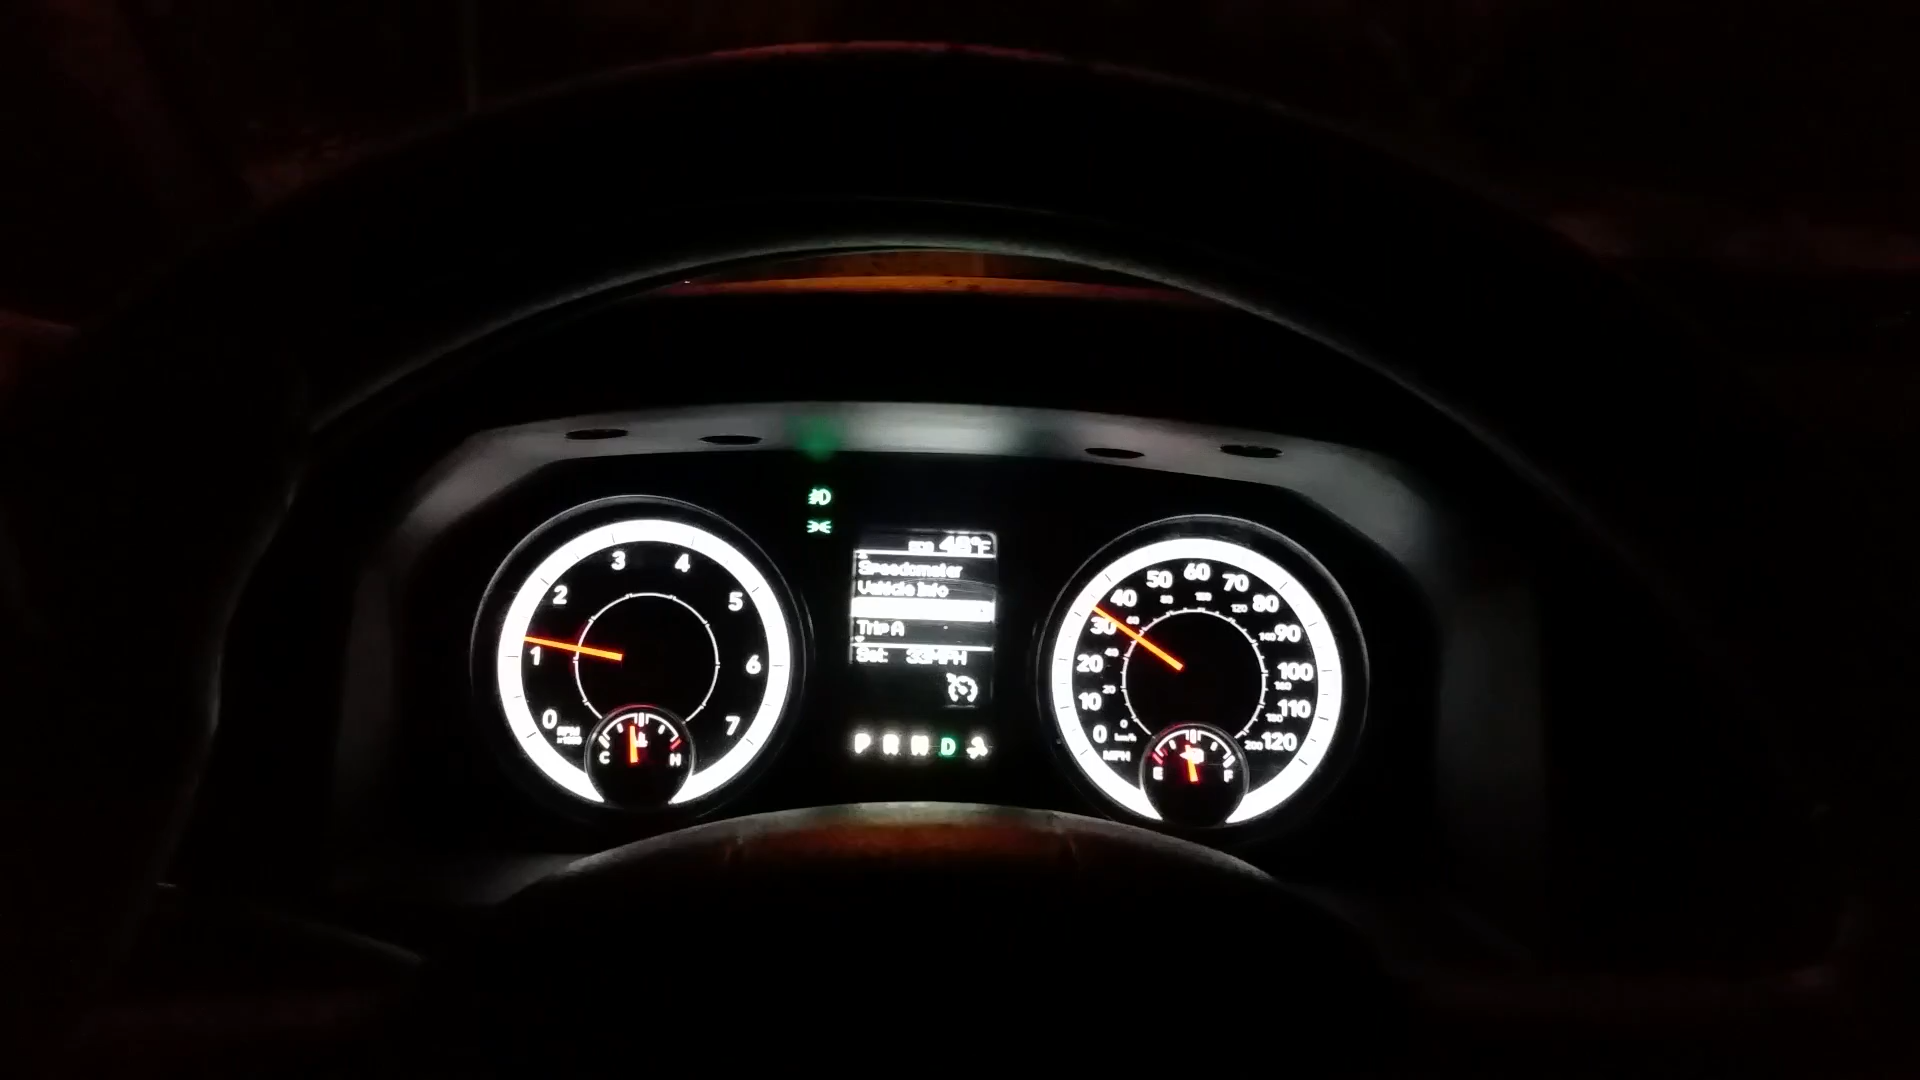 0 1 2 3 4 5 6 7
RPM
C H
48°F
Speedometer
Vehicle Info
Trip A
Set 33MPH
P R N D
0 10 20 30 40 50 60 70 80 90 100 110 120
MPH
E F